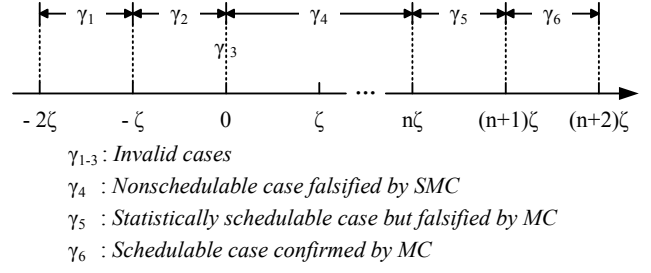 γ1 γ2 γ4 γ5 γ6
γ3
...
- 2ζ - ζ 0 ζ nζ (n+1)ζ (n+2)ζ
γ1-3 : Invalid cases
γ4 : Nonschedulable case falsified by SMC
γ5 : Statistically schedulable case but falsified by MC
γ6 : Schedulable case confirmed by MC